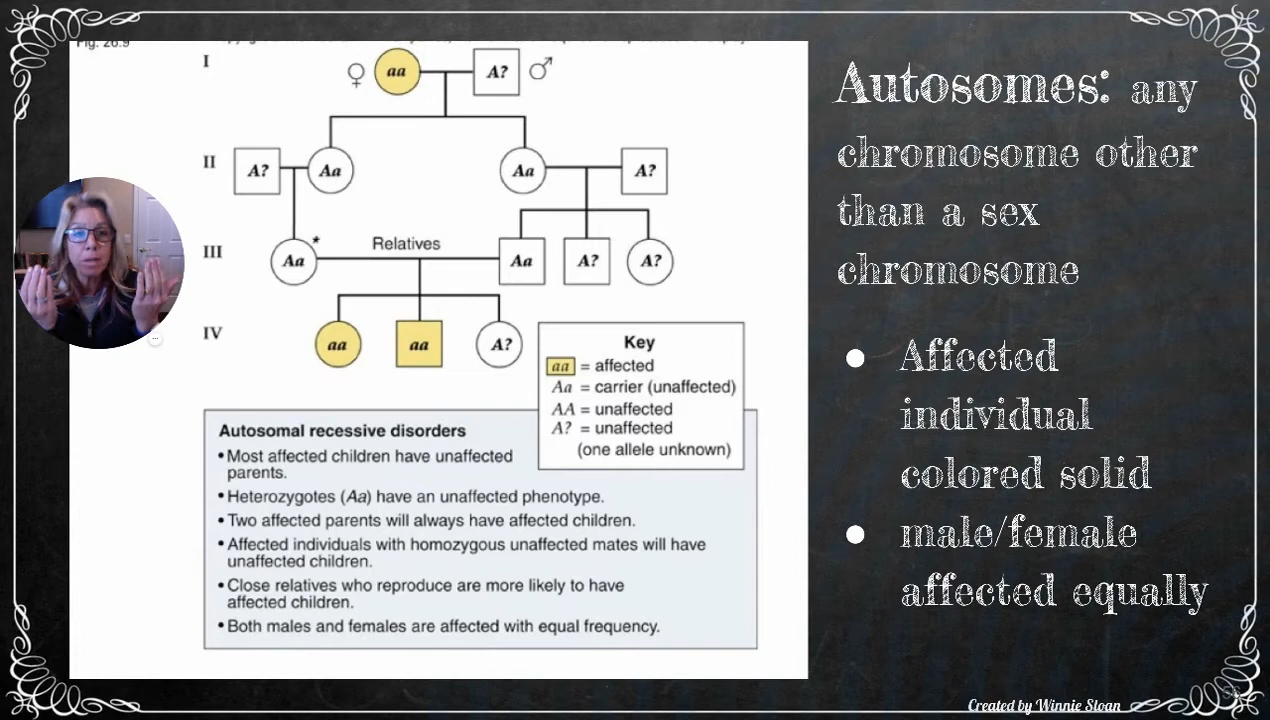 Fig. 26.9
I
aa
A?
II
A?
Aa
Aa
A?
III
Aa
*
Relatives
Aa
A?
A?
IV
aa
aa
A?
Key
aa = affected
Aa = carrier (unaffected)
AA = unaffected
A? = unaffected
(one allele unknown)
Autosomal recessive disorders
• Most affected children have unaffected
parents.
• Heterozygotes (Aa) have an unaffected phenotype.
• Two affected parents will always have affected children.
• Affected individuals with homozygous unaffected mates will have
unaffected children.
• Close relatives who reproduce are more likely to have
affected children.
• Both males and females are affected with equal frequency.
Autosomes: any
chromosome other
than a sex
chromosome
● Affected
individual
colored solid
● male/female
affected equally
Created by Winnie Sloan